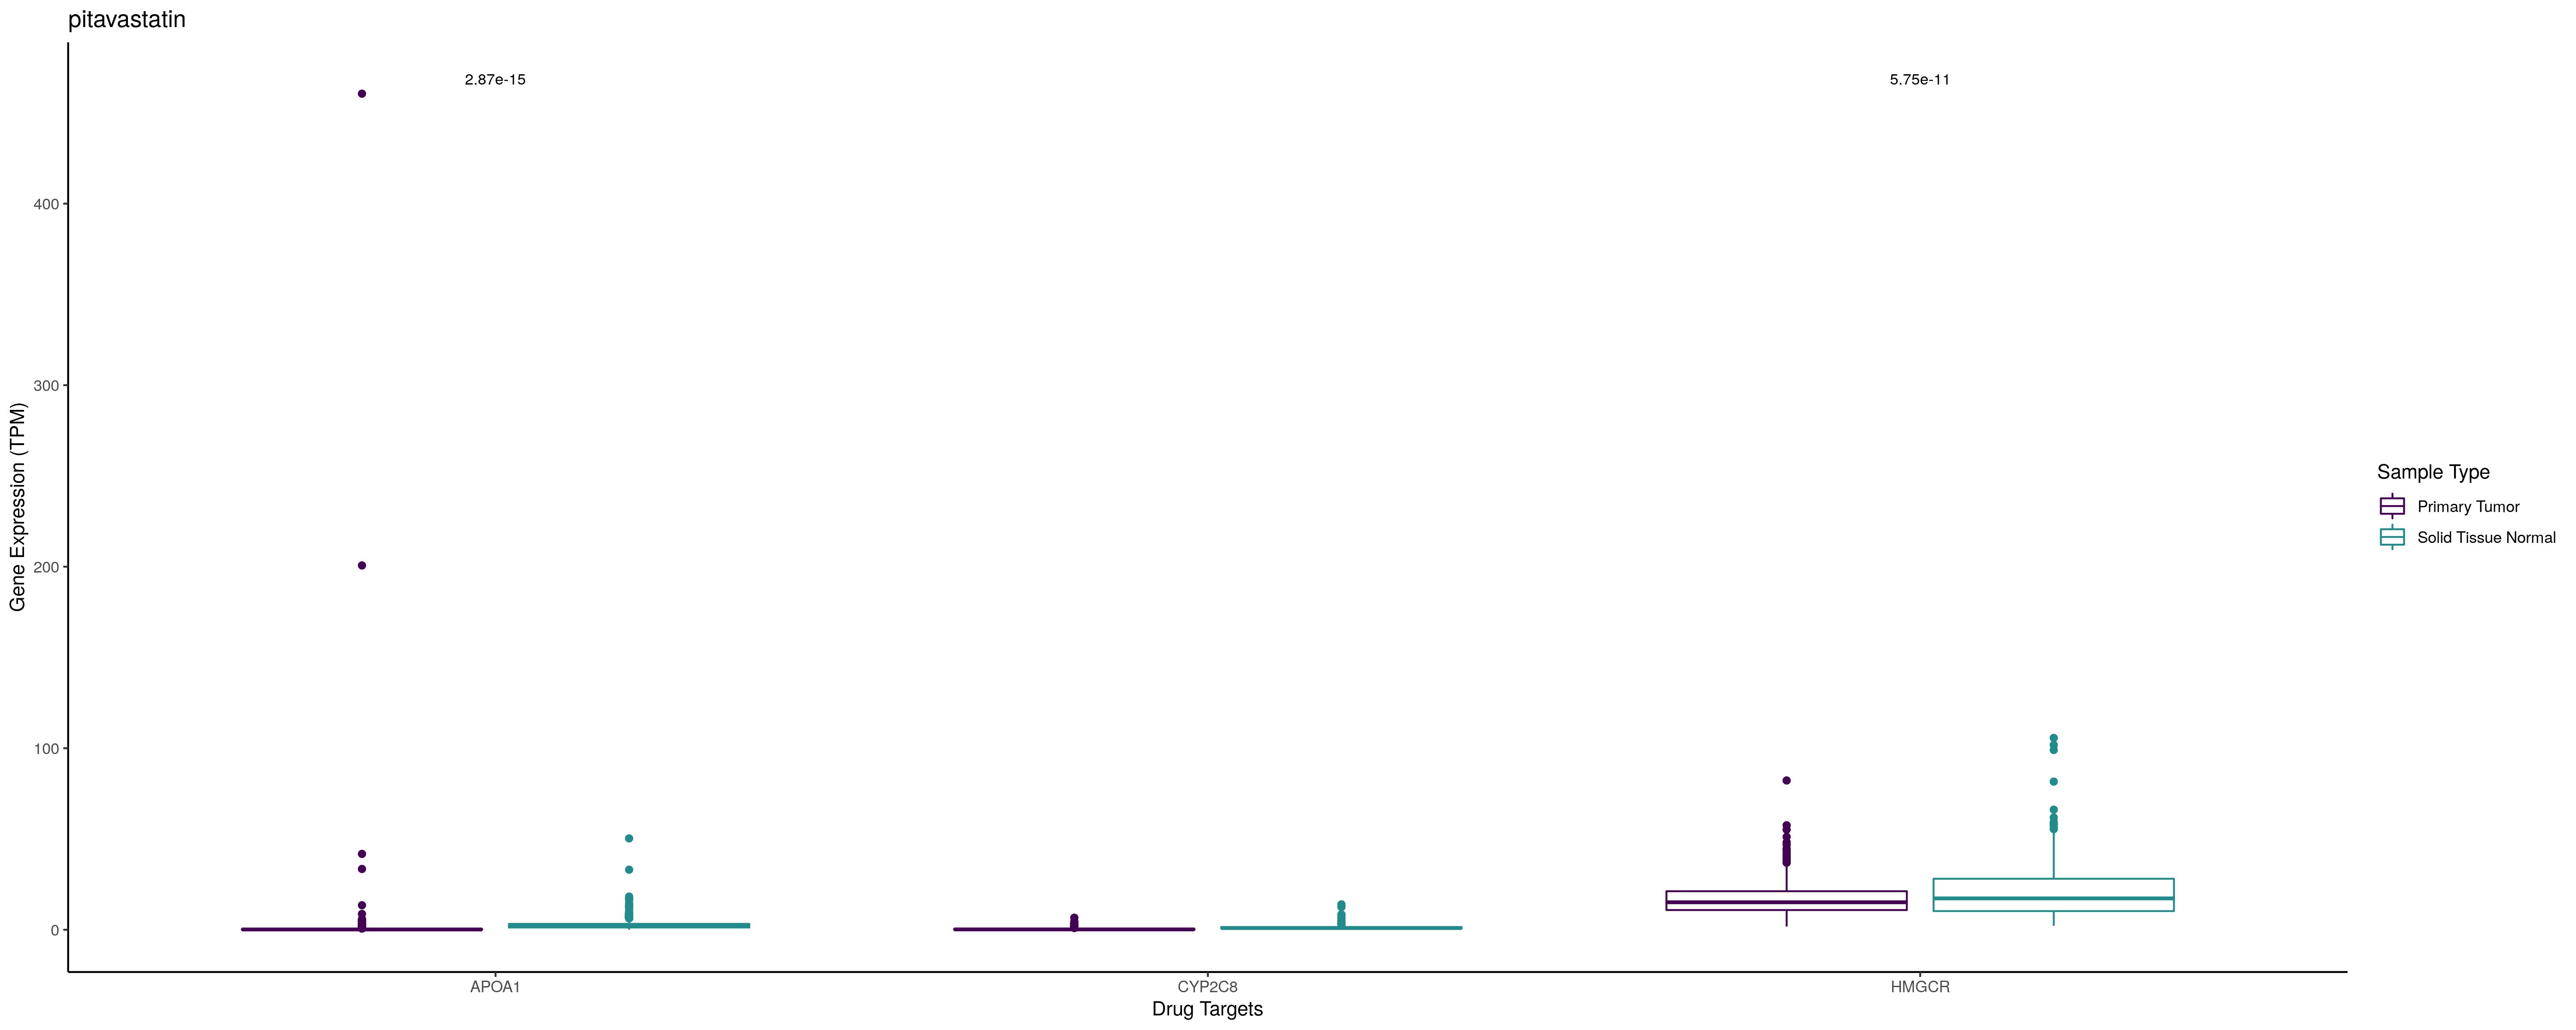 pitavastatin
2.87e-15
5.75e-11
400
300
200
100
0
Gene Expression (TPM)
APOA1
CYP2C8
HMGCR
Drug Targets
Sample Type
Primary Tumor
Solid Tissue Normal